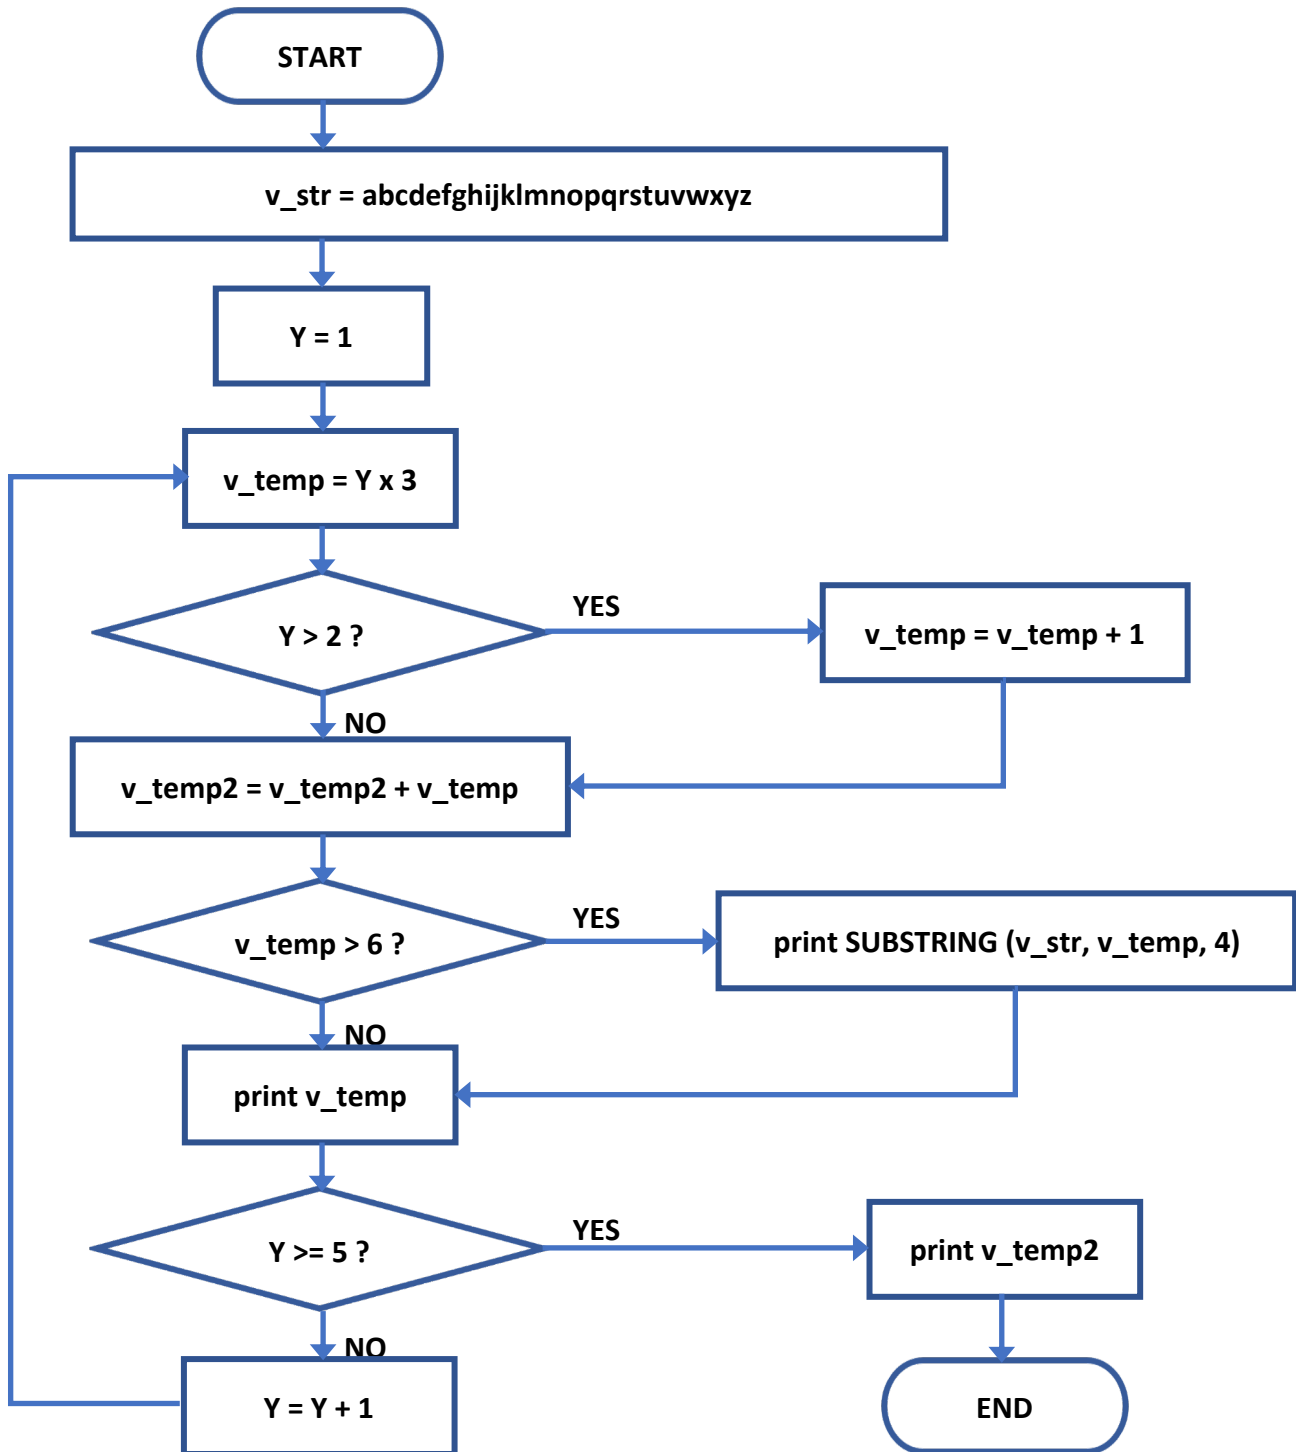 START
v_str = abcdefghijklmnopqrstuvwxyz
Y = 1
v_temp = Y x 3
Y > 2 ?
YES
v_temp = v_temp + 1
NO
v_temp2 = v_temp2 + v_temp
v_temp > 6 ?
YES
print SUBSTRING (v_str, v_temp, 4)
NO
print v_temp
Y >= 5 ?
YES
print v_temp2
NO
Y = Y + 1
END